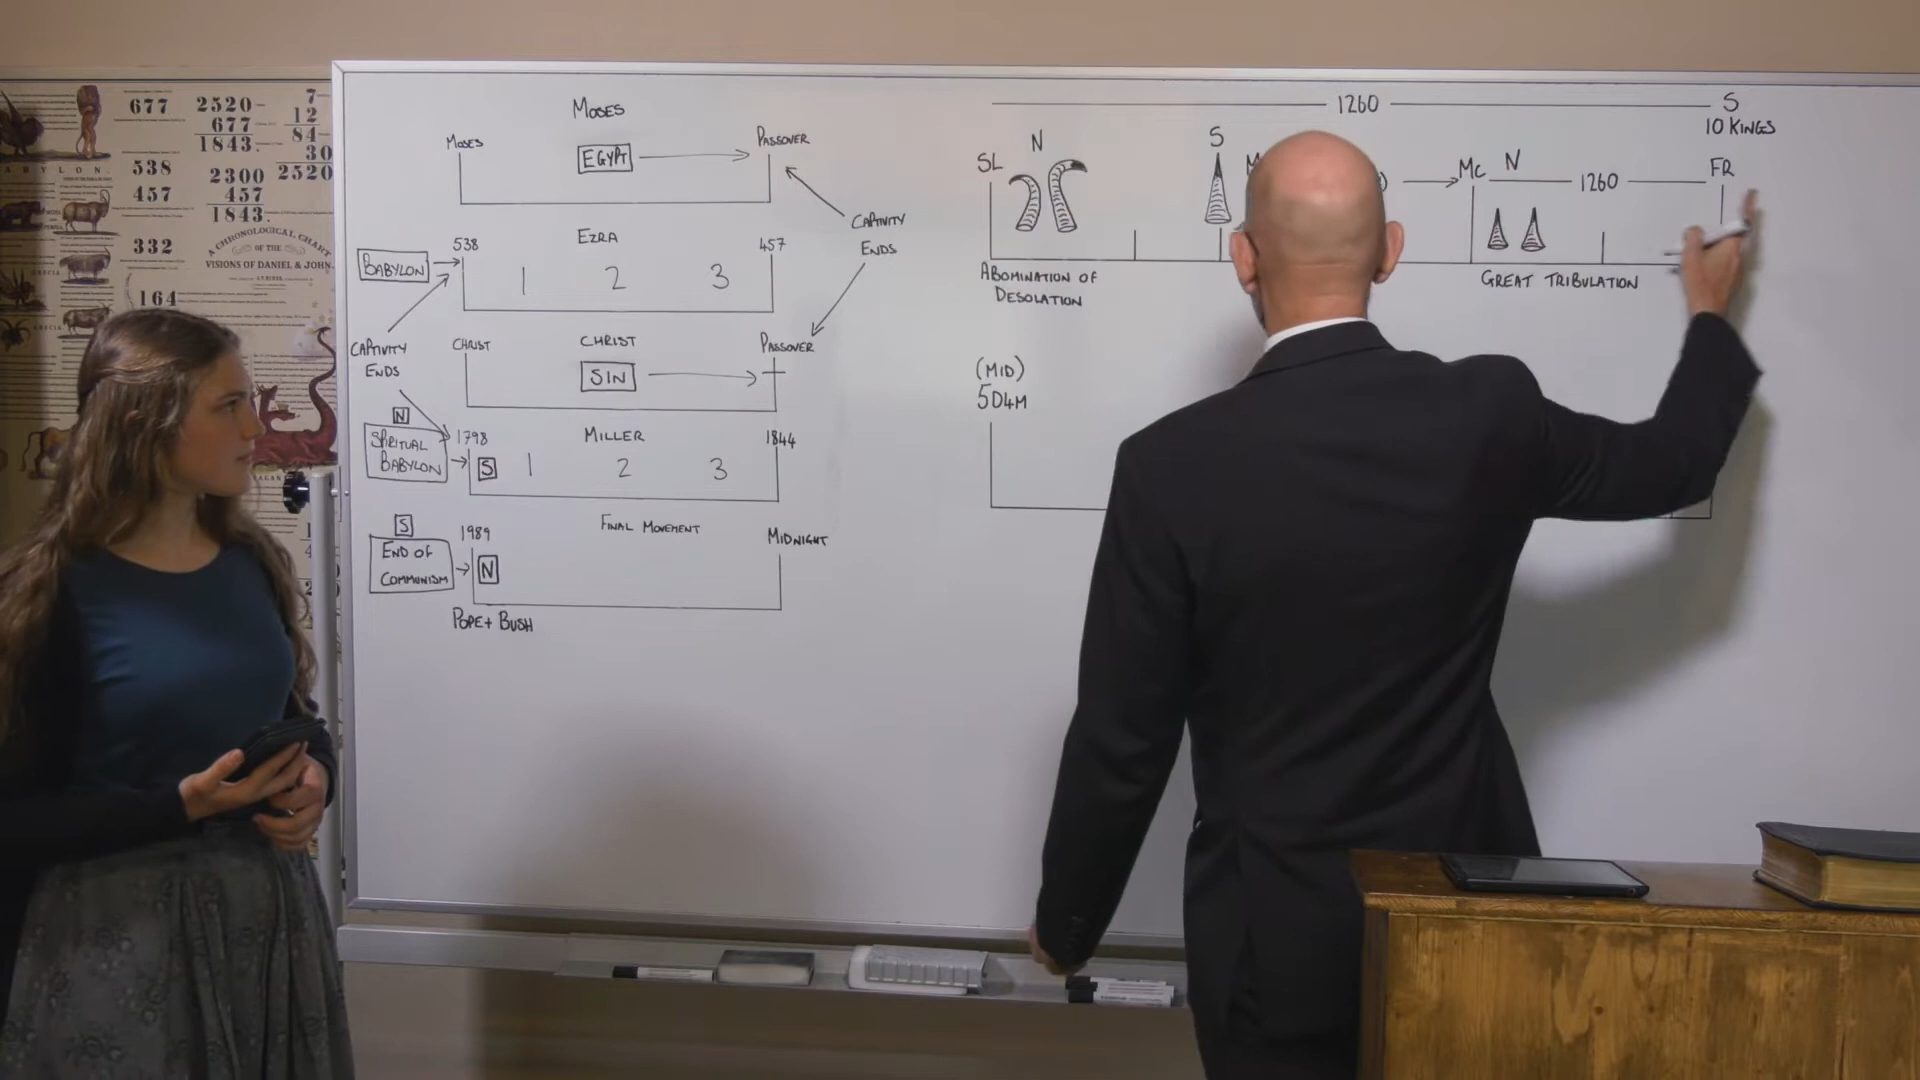 677
2520
677
1843.
7
12
84
30
2520
BABYLON.
538
457
2300
457
1843.
332
A CHRONOLOGICAL CHART
OF THE
VISIONS OF DANIEL & JOHN
164
MOSES
MOSES
EGYPT
PASSOVER
CAPTIVITY
ENDS
538
EZRA
457
BABYLON
1 2 3
CAPTIVITY
ENDS
CHRIST
CHRIST
PASSOVER
SIN
N
SPIRITUAL
BABYLON
1798
MILLER
1844
S
1 2 3
S
END OF
COMMUNISM
1989
FINAL MOVEMENT
MIDNIGHT
N
POPE + BUSH
1260
S
10 KINGS
SL
N
S
M
MC
N
1260
FR
ABOMINATION OF
DESOLATION
GREAT TRIBULATION
(MID)
5D4M